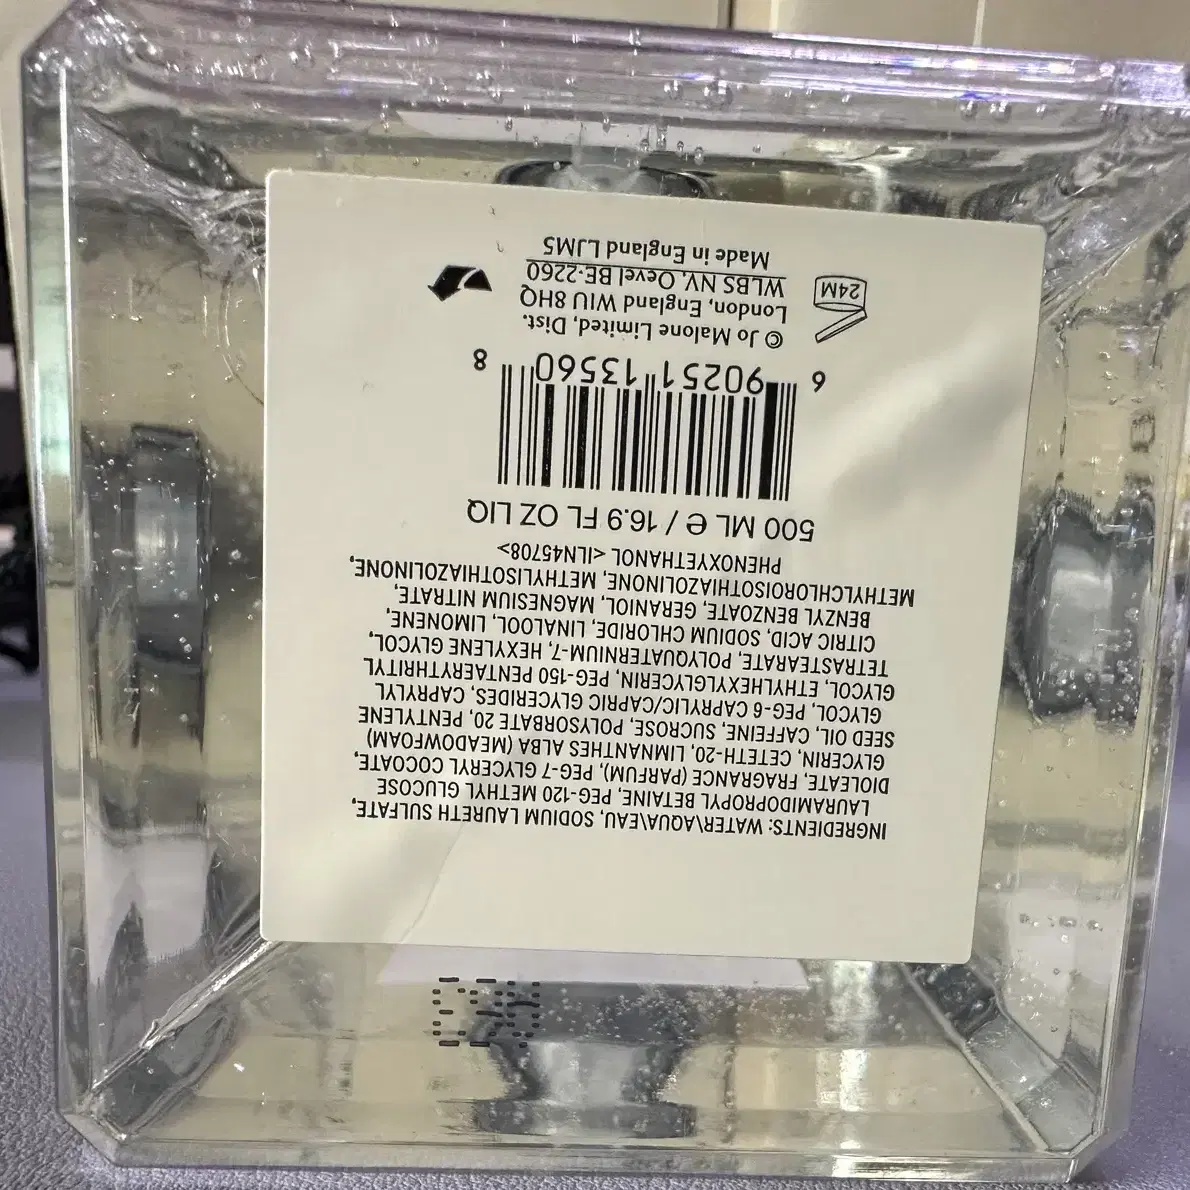 INGREDIENTS: WATER\AQUA\EAU, SODIUM LAURETH SULFATE,
LAURAMIDOPROPYL BETAINE, PEG-120 METHYL GLUCOSE
DIOLEATE, FRAGRANCE (PARFUM), PEG-7 GLYCERYL COCOATE,
GLYCERIN, CETETH-20, LIMNANTHES ALBA (MEADOWFOAM)
SEED OIL, CAFFEINE, SUCROSE, POLYSORBATE 20, PENTYLENE
GLYCOL, PEG-6 CAPRYLIC/CAPRIC GLYCERIDES, CAPRYLYL
GLYCOL, ETHYLHEXYLGLYCERIN, PEG-150 PENTAERYTHRITYL
TETRASTEARATE, POLYQUATERNIUM-7, HEXYLENE GLYCOL,
CITRIC ACID, SODIUM CHLORIDE, LINALOOL, LIMONENE,
BENZYL BENZOATE, GERANIOL, MAGNESIUM NITRATE,
METHYLCHLOROISOTHIAZOLINONE, METHYLISOTHIAZOLINONE,
PHENOXYETHANOL <ILN45708>
500 ML e / 16.9 FL OZ LIQ
6 90251 13560 8
© Jo Malone Limited, Dist.
London, England W1U 8HQ
WLBS NV, Oevel BE-2260
Made in England LJM5
24M